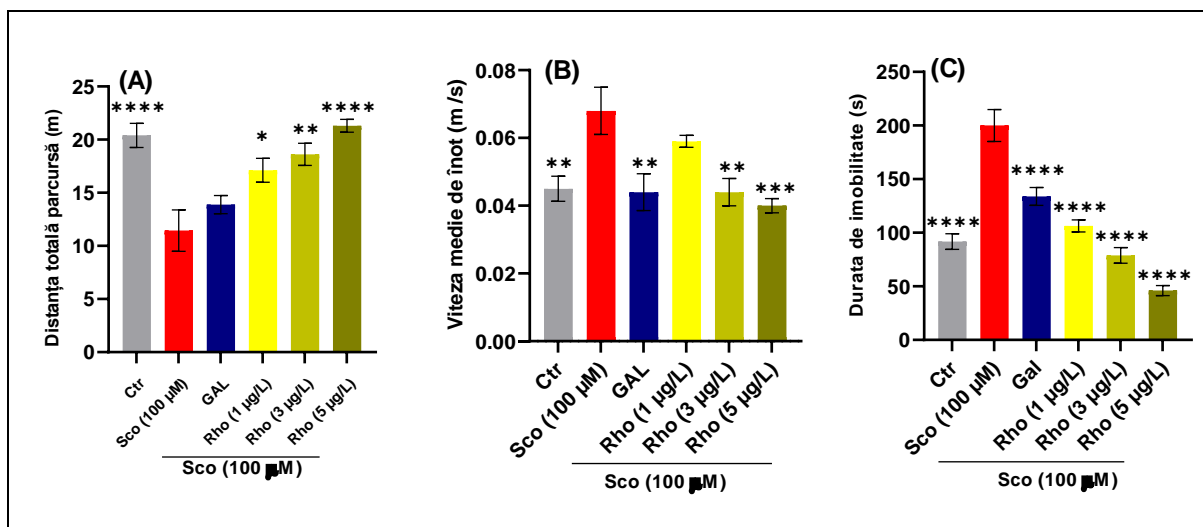 (A)
Distanța totală parcursă (m)
25
20
15
10
5
0
****
*
**
****
Ctr
Sco (100 µM)
GAL
Rho (1 µg/L)
Rho (3 µg/L)
Rho (5 µg/L)
Sco (100 µM)
(B)
Viteza medie de înot (m /s)
0.08
0.06
0.04
0.02
0.00
**
**
**
***
Ctr
Sco (100 µM)
GAL
Rho (1 µg/L)
Rho (3 µg/L)
Rho (5 µg/L)
Sco (100 µM)
(C)
Durata de imobilitate (s)
250
200
150
100
50
0
****
****
****
****
****
Ctr
Sco (100 µM)
Gal
Rho (1 µg/L)
Rho (3 µg/L)
Rho (5 µg/L)
Sco (100 µM)